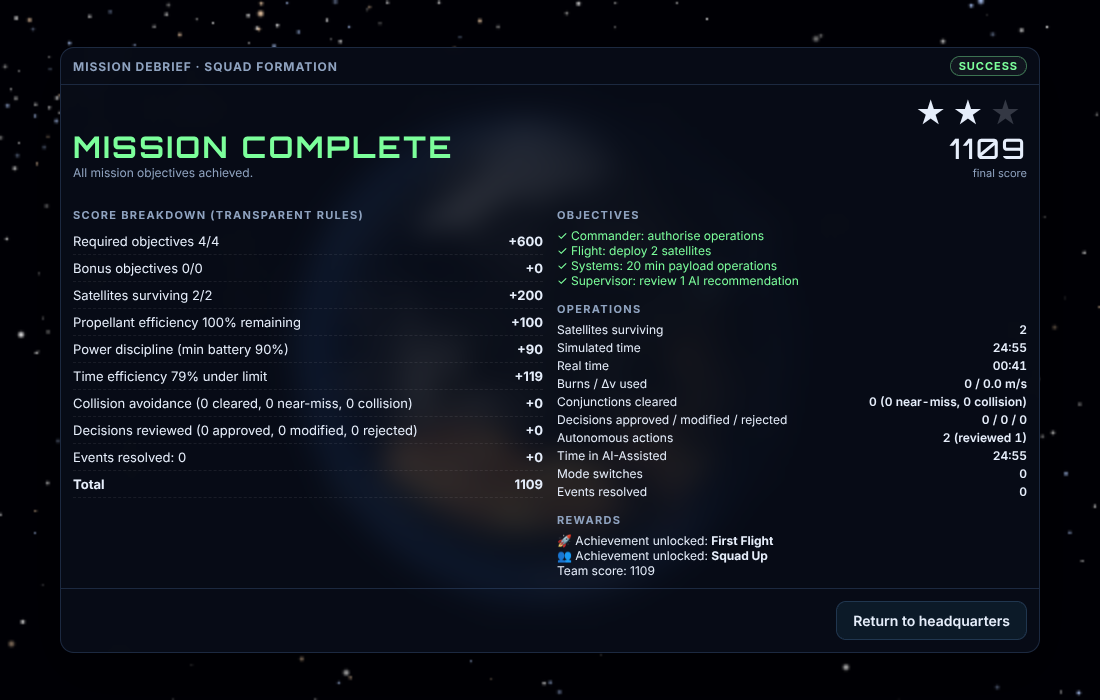 MISSION DEBRIEF · SQUAD FORMATION
SUCCESS
MISSION COMPLETE
All mission objectives achieved.
1109
final score
SCORE BREAKDOWN (TRANSPARENT RULES)
Required objectives 4/4 +600
Bonus objectives 0/0 +0
Satellites surviving 2/2 +200
Propellant efficiency 100% remaining +100
Power discipline (min battery 90%) +90
Time efficiency 79% under limit +119
Collision avoidance (0 cleared, 0 near-miss, 0 collision) +0
Decisions reviewed (0 approved, 0 modified, 0 rejected) +0
Events resolved: 0 +0
Total 1109
OBJECTIVES
✓ Commander: authorise operations
✓ Flight: deploy 2 satellites
✓ Systems: 20 min payload operations
✓ Supervisor: review 1 AI recommendation
OPERATIONS
Satellites surviving 2
Simulated time 24:55
Real time 00:41
Burns / Δv used 0 / 0.0 m/s
Conjunctions cleared 0 (0 near-miss, 0 collision)
Decisions approved / modified / rejected 0 / 0 / 0
Autonomous actions 2 (reviewed 1)
Time in AI-Assisted 24:55
Mode switches 0
Events resolved 0
REWARDS
🚀 Achievement unlocked: First Flight
👥 Achievement unlocked: Squad Up
Team score: 1109
Return to headquarters